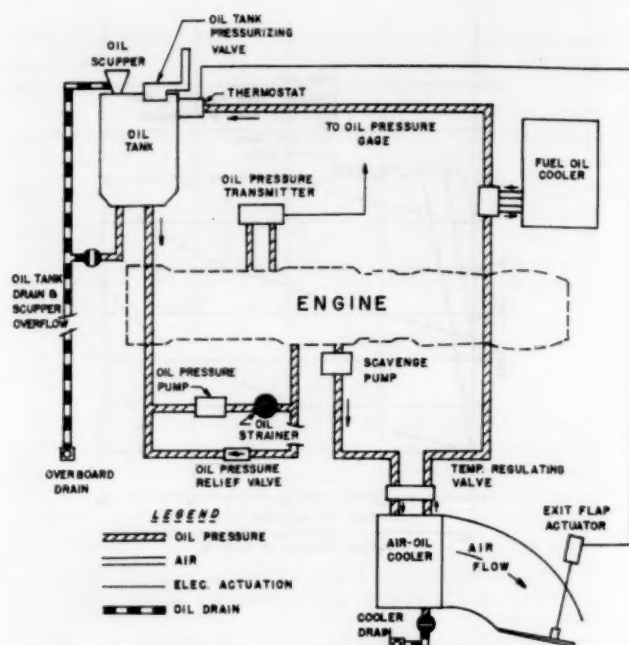 OIL TANK
PRESSURIZING
VALVE
OIL
SCUPPER
THERMOSTAT
OIL
TANK
TO OIL PRESSURE
GAGE
FUEL OIL
COOLER
OIL PRESSURE
TRANSMITTER
OIL TANK
DRAIN &
SCUPPER
OVERFLOW
ENGINE
SCAVENGE
PUMP
OIL PRESSURE
PUMP
OIL
STRAINER
OVERBOARD
DRAIN
OIL PRESSURE
RELIEF VALVE
TEMP. REGULATING
VALVE
EXIT FLAP
ACTUATOR
LEGEND
OIL PRESSURE
AIR
ELEC. ACTUATION
OIL DRAIN
AIR-OIL
COOLER
AIR
FLOW
COOLER
DRAIN